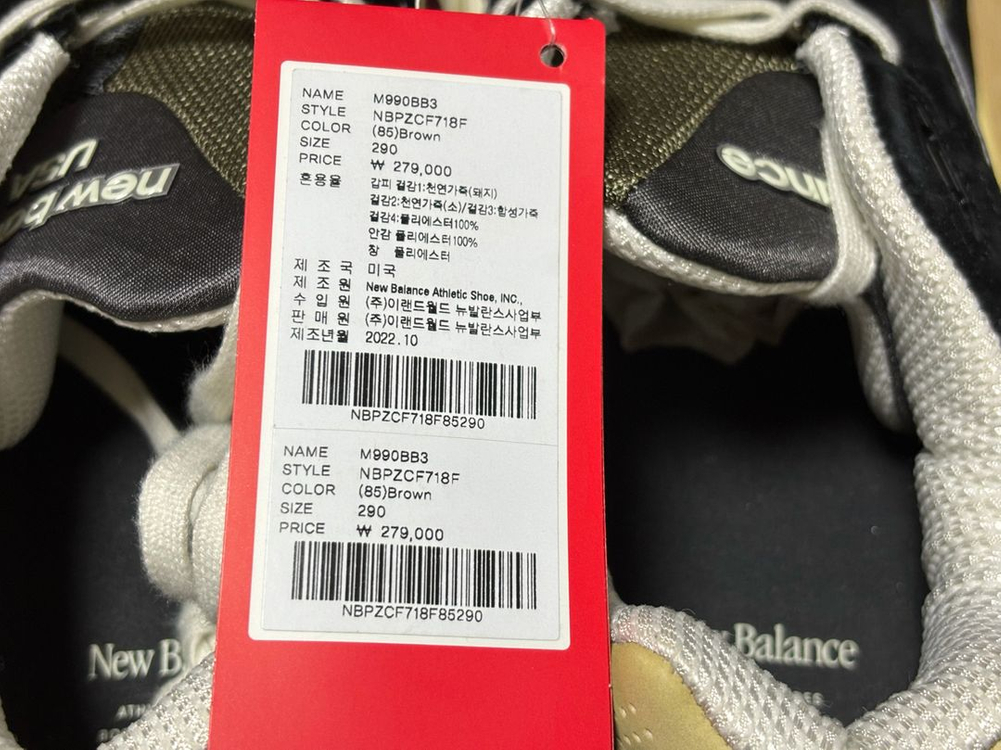 NAME M990BB3
STYLE NBPZCF718F
COLOR (85)Brown
SIZE 290
PRICE ₩ 279,000
혼용율 갑피 겉감1:천연가죽(돼지)
겉감2:천연가죽(소)/겉감3:합성가죽
겉감4:폴리에스터100%
안감 폴리에스터100%
창 폴리에스터
제 조 국 미국
제 조 원 New Balance Athletic Shoe, INC.,
수 입 원 (주)이랜드월드 뉴발란스사업부
판 매 원 (주)이랜드월드 뉴발란스사업부
제조년월 2022.10
NBPZCF718F85290
NAME M990BB3
STYLE NBPZCF718F
COLOR (85)Brown
SIZE 290
PRICE ₩ 279,000
NBPZCF718F85290
USA
New
Balance